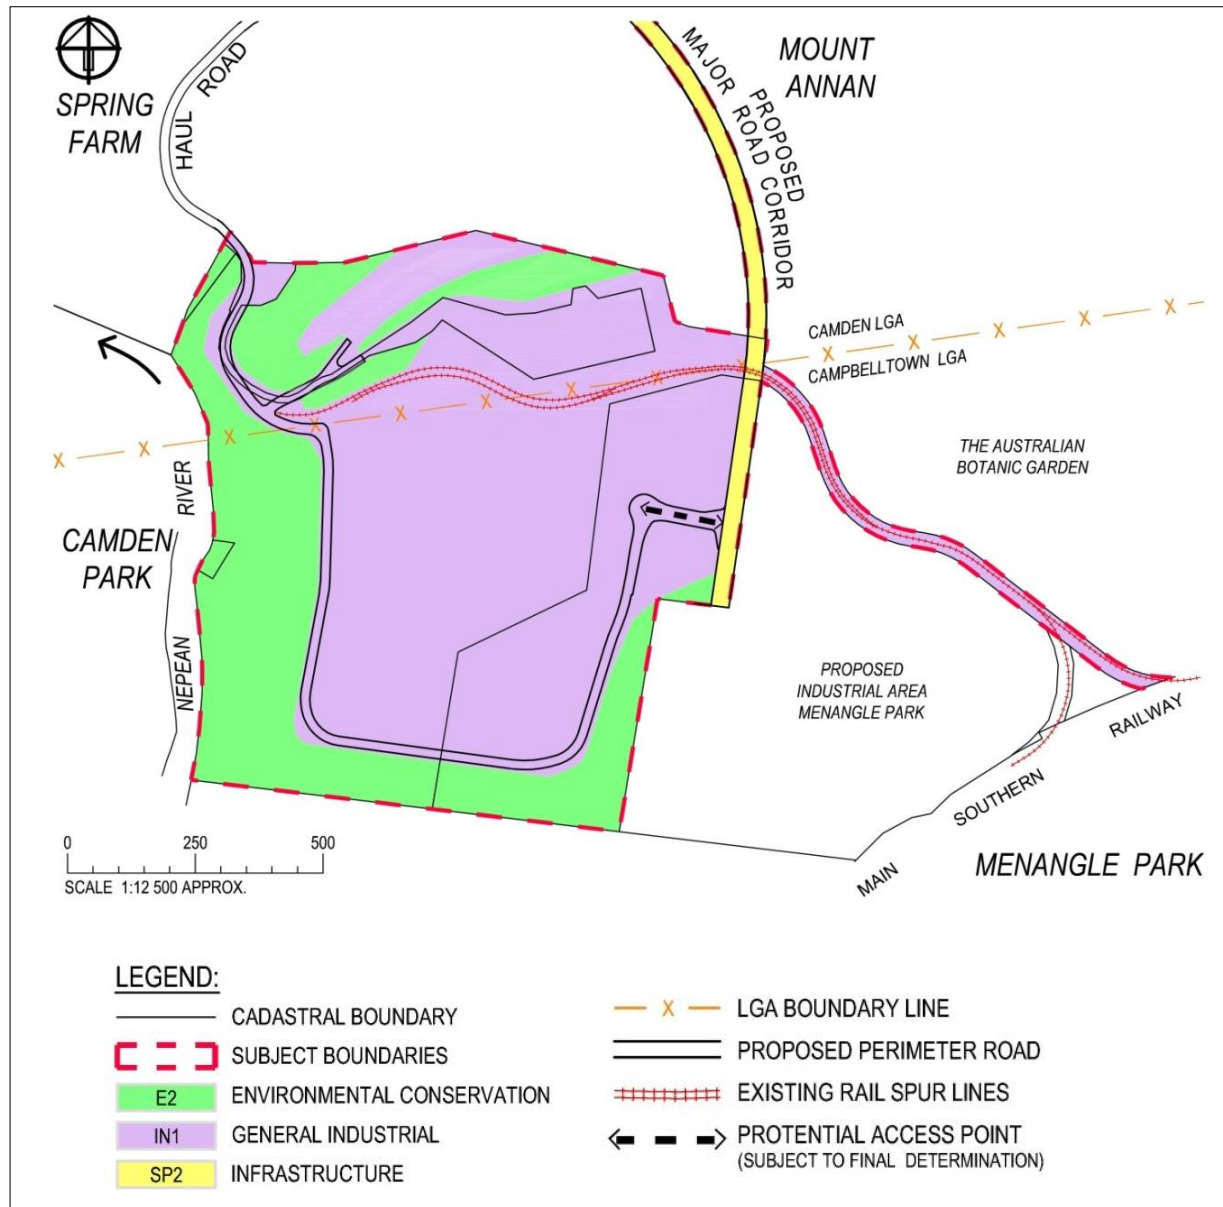 SPRING
FARM
HAUL ROAD
MOUNT
ANNAN
PROPOSED
MAJOR ROAD CORRIDOR
CAMDEN LGA
CAMPBELLTOWN LGA
THE AUSTRALIAN
BOTANIC GARDEN
CAMDEN
PARK
NEPEAN RIVER
PROPOSED
INDUSTRIAL AREA
MENANGLE PARK
MAIN SOUTHERN RAILWAY
MENANGLE PARK
0 250 500
SCALE 1:12 500 APPROX.
LEGEND:
CADASTRAL BOUNDARY
SUBJECT BOUNDARIES
E2 ENVIRONMENTAL CONSERVATION
IN1 GENERAL INDUSTRIAL
SP2 INFRASTRUCTURE
X LGA BOUNDARY LINE
PROPOSED PERIMETER ROAD
EXISTING RAIL SPUR LINES
PROTENTIAL ACCESS POINT
(SUBJECT TO FINAL DETERMINATION)